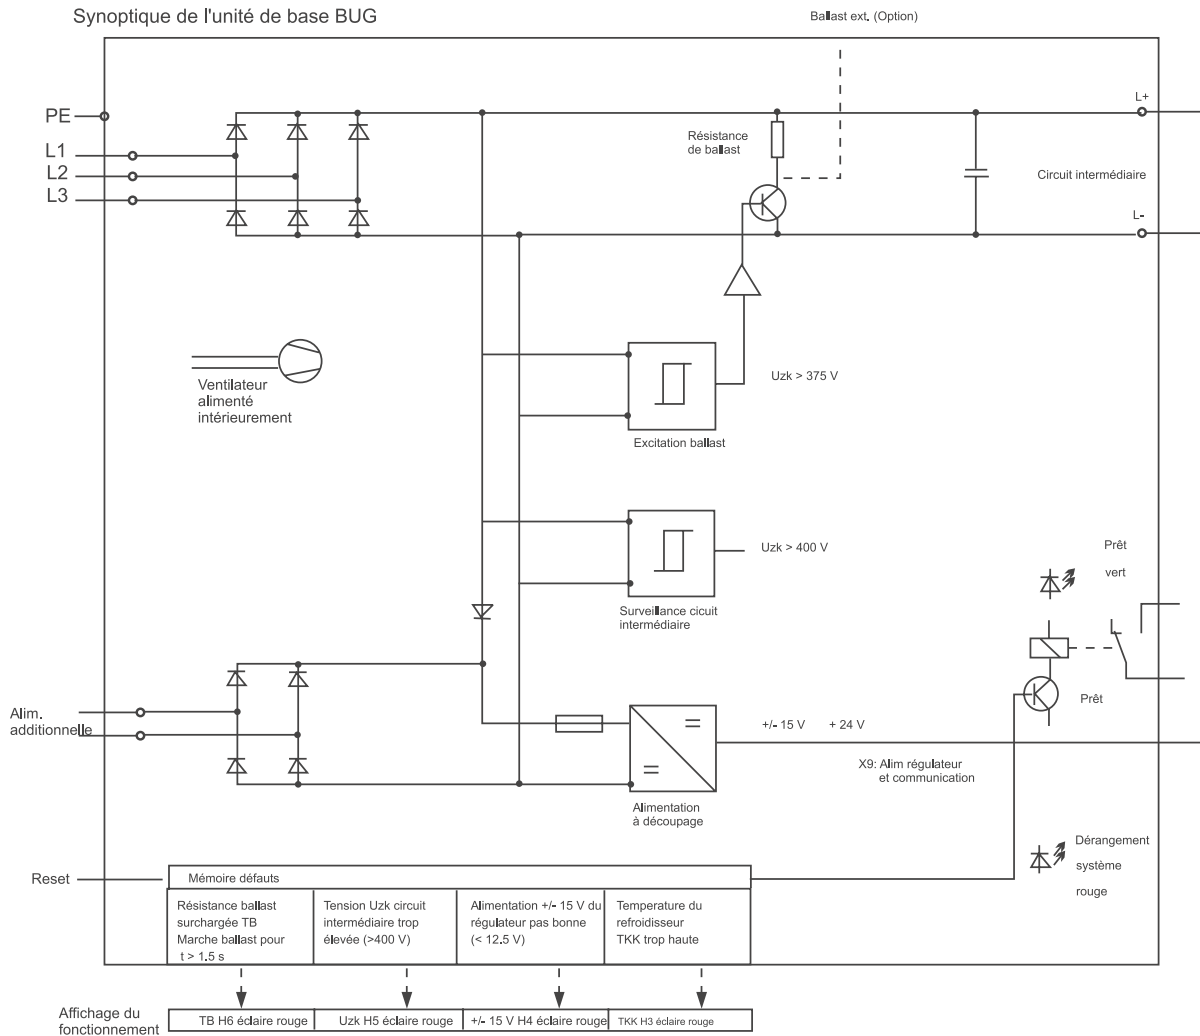 Synoptique de l'unité de base BUG
Ballast ext. (Option)
PE
L1
L2
L3
Résistance
de ballast
L+
Circuit intermédiaire
L-
Ventilateur
alimenté
intérieurement
Uzk > 375 V
Excitation ballast
Uzk > 400 V
Surveillance cicuit
intermédiaire
Prêt
vert
Prêt
Alim.
additionnelle
+/- 15 V
+ 24 V
X9: Alim régulateur
et communication
Alimentation
à découpage
Dérangement
système
rouge
Reset
Mémoire défauts
Résistance ballast
surchargée TB
Marche ballast pour
t > 1.5 s
Tension Uzk circuit
intermédiaire trop
élevée (>400 V)
Alimentation +/- 15 V du
régulateur pas bonne
(< 12.5 V)
Temperature du
refroidisseur
TKK trop haute
Affichage du
fonctionnement
TB H6 éclaire rouge
Uzk H5 éclaire rouge
+/- 15 V H4 éclaire rouge
TKK H3 éclaire rouge